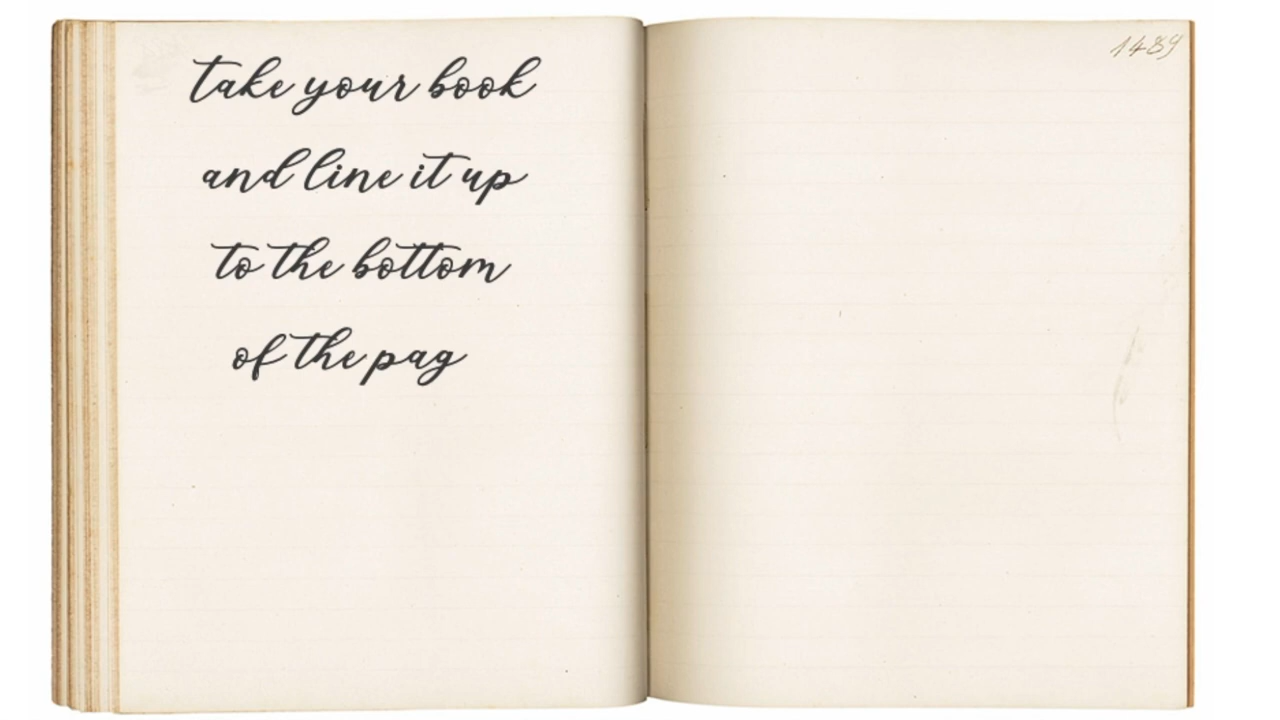 take your book
and line it up
to the bottom
of the pag
1489